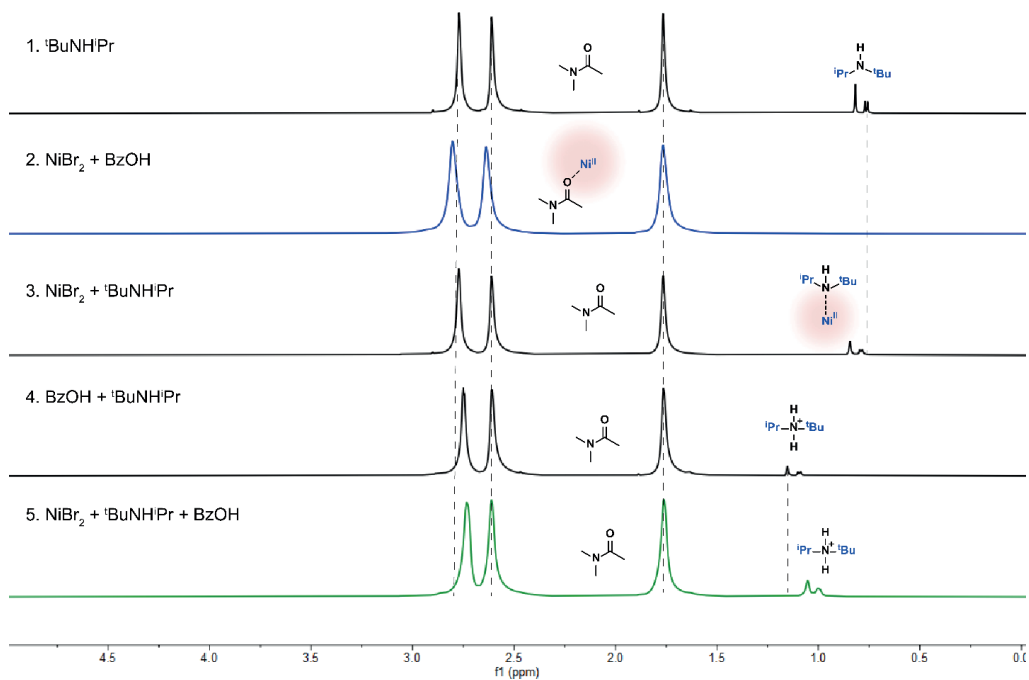 1. ᵗBuNHⁱPr
O
N
H
N
ⁱPr ᵗBu
2. NiBr₂ + BzOH
Niᴵᴵ
O
N
3. NiBr₂ + ᵗBuNHⁱPr
O
N
H
ⁱPr N ᵗBu
Niᴵᴵ
4. BzOH + ᵗBuNHⁱPr
O
N
H
ⁱPr N⁺ ᵗBu
H
5. NiBr₂ + ᵗBuNHⁱPr + BzOH
O
N
H
ⁱPr N⁺ ᵗBu
H
4.5 4.0 3.5 3.0 2.5 2.0 1.5 1.0 0.5 0.0
f1 (ppm)